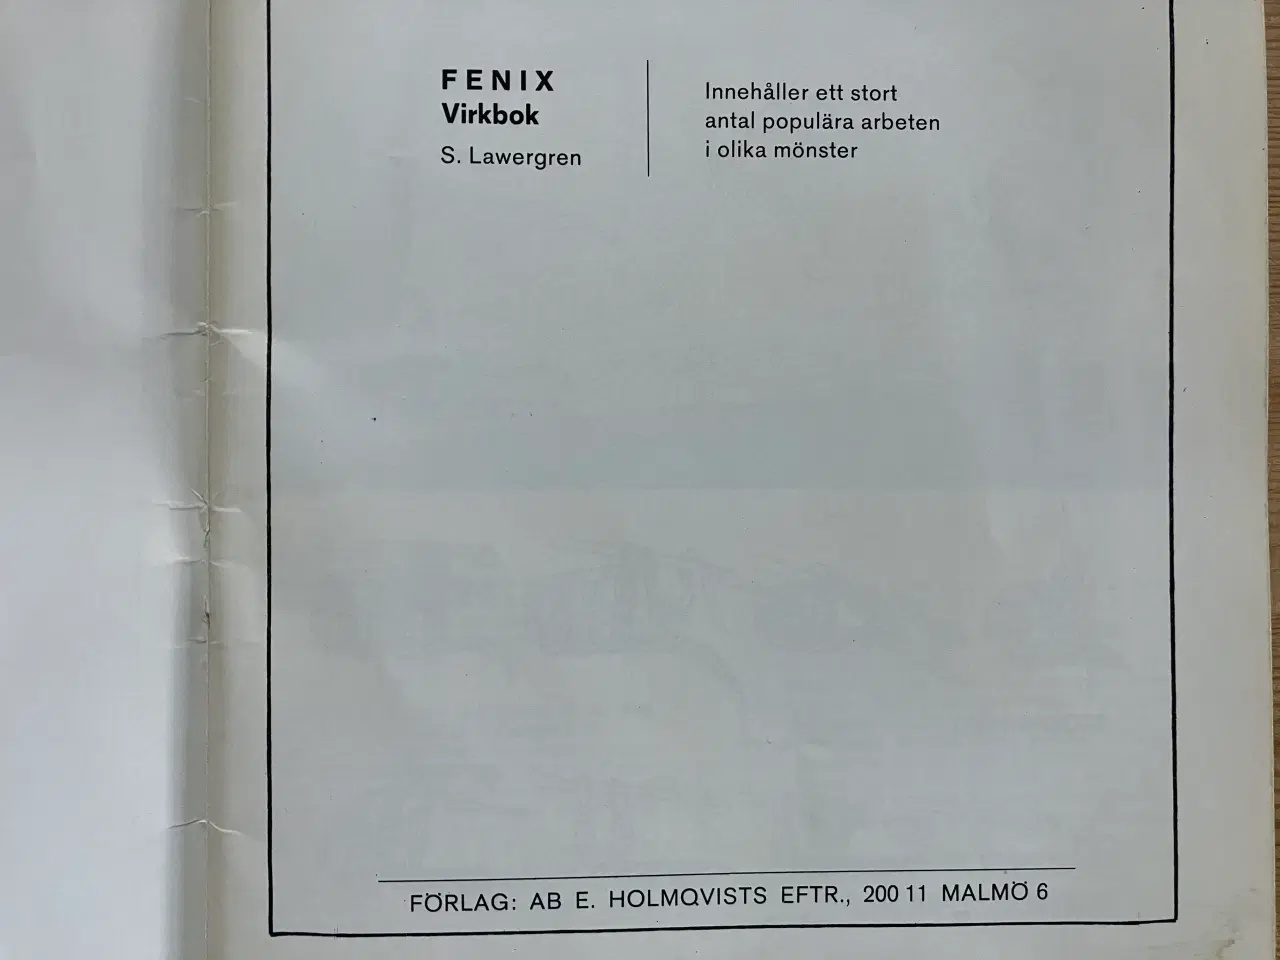 FENIX
Virkbok
S. Lawergren
Innehåller ett stort
antal populära arbeten
i olika mönster
FÖRLAG: AB E. HOLMQVISTS EFTR., 200 11 MALMÖ 6